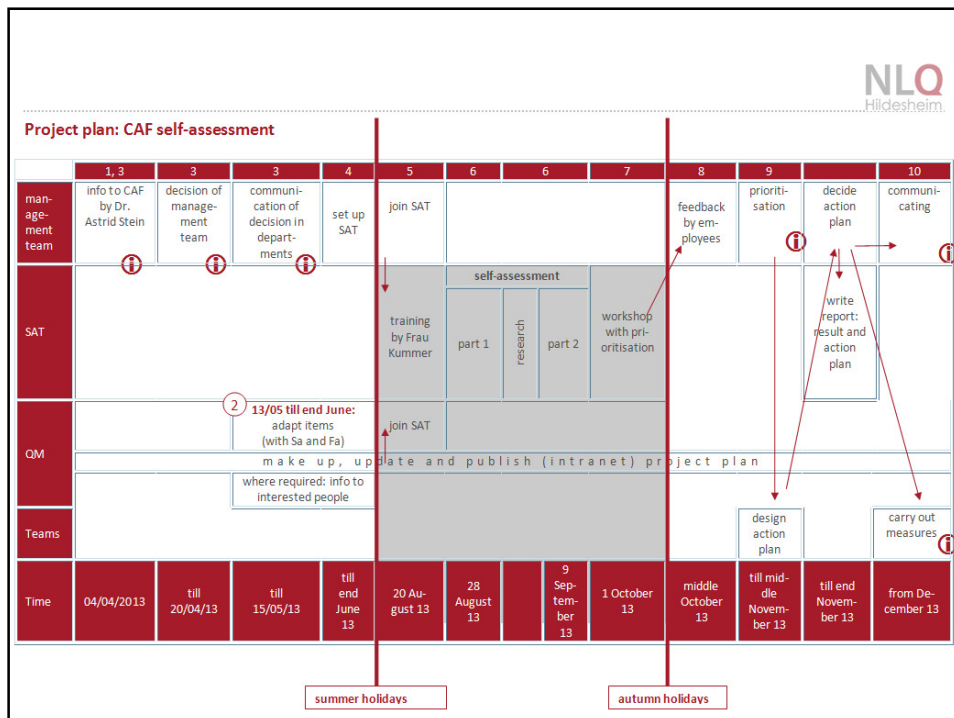 NLQ
Hildesheim
Project plan: CAF self-assessment
1, 3
3
3
4
5
6
6
7
8
9
10
man-
age-
ment
team
info to CAF
by Dr.
Astrid Stein
decision of
manage-
ment
team
communi-
cation of
decision in
depart-
ments
set up
SAT
join SAT
feedback
by em-
ployees
prioriti-
sation
decide
action
plan
communi-
cating
i
i
i
i
i
SAT
training
by Frau
Kummer
self-assessment
part 1
research
part 2
workshop
with pri-
oritisation
write
report:
result and
action
plan
QM
2
13/05 till end June:
adapt items
(with Sa and Fa)
join SAT
make up, update and publish (intranet) project plan
where required: info to
interested people
Teams
design
action
plan
carry out
measures
i
Time
04/04/2013
till
20/04/13
till
15/05/13
till
end
June
13
20 Au-
gust 13
28
August
13
9
Sep-
tember
13
1 October
13
middle
October
13
till mid-
dle
Novem-
ber 13
till end
Novem-
ber 13
from De-
cember 13
summer holidays
autumn holidays